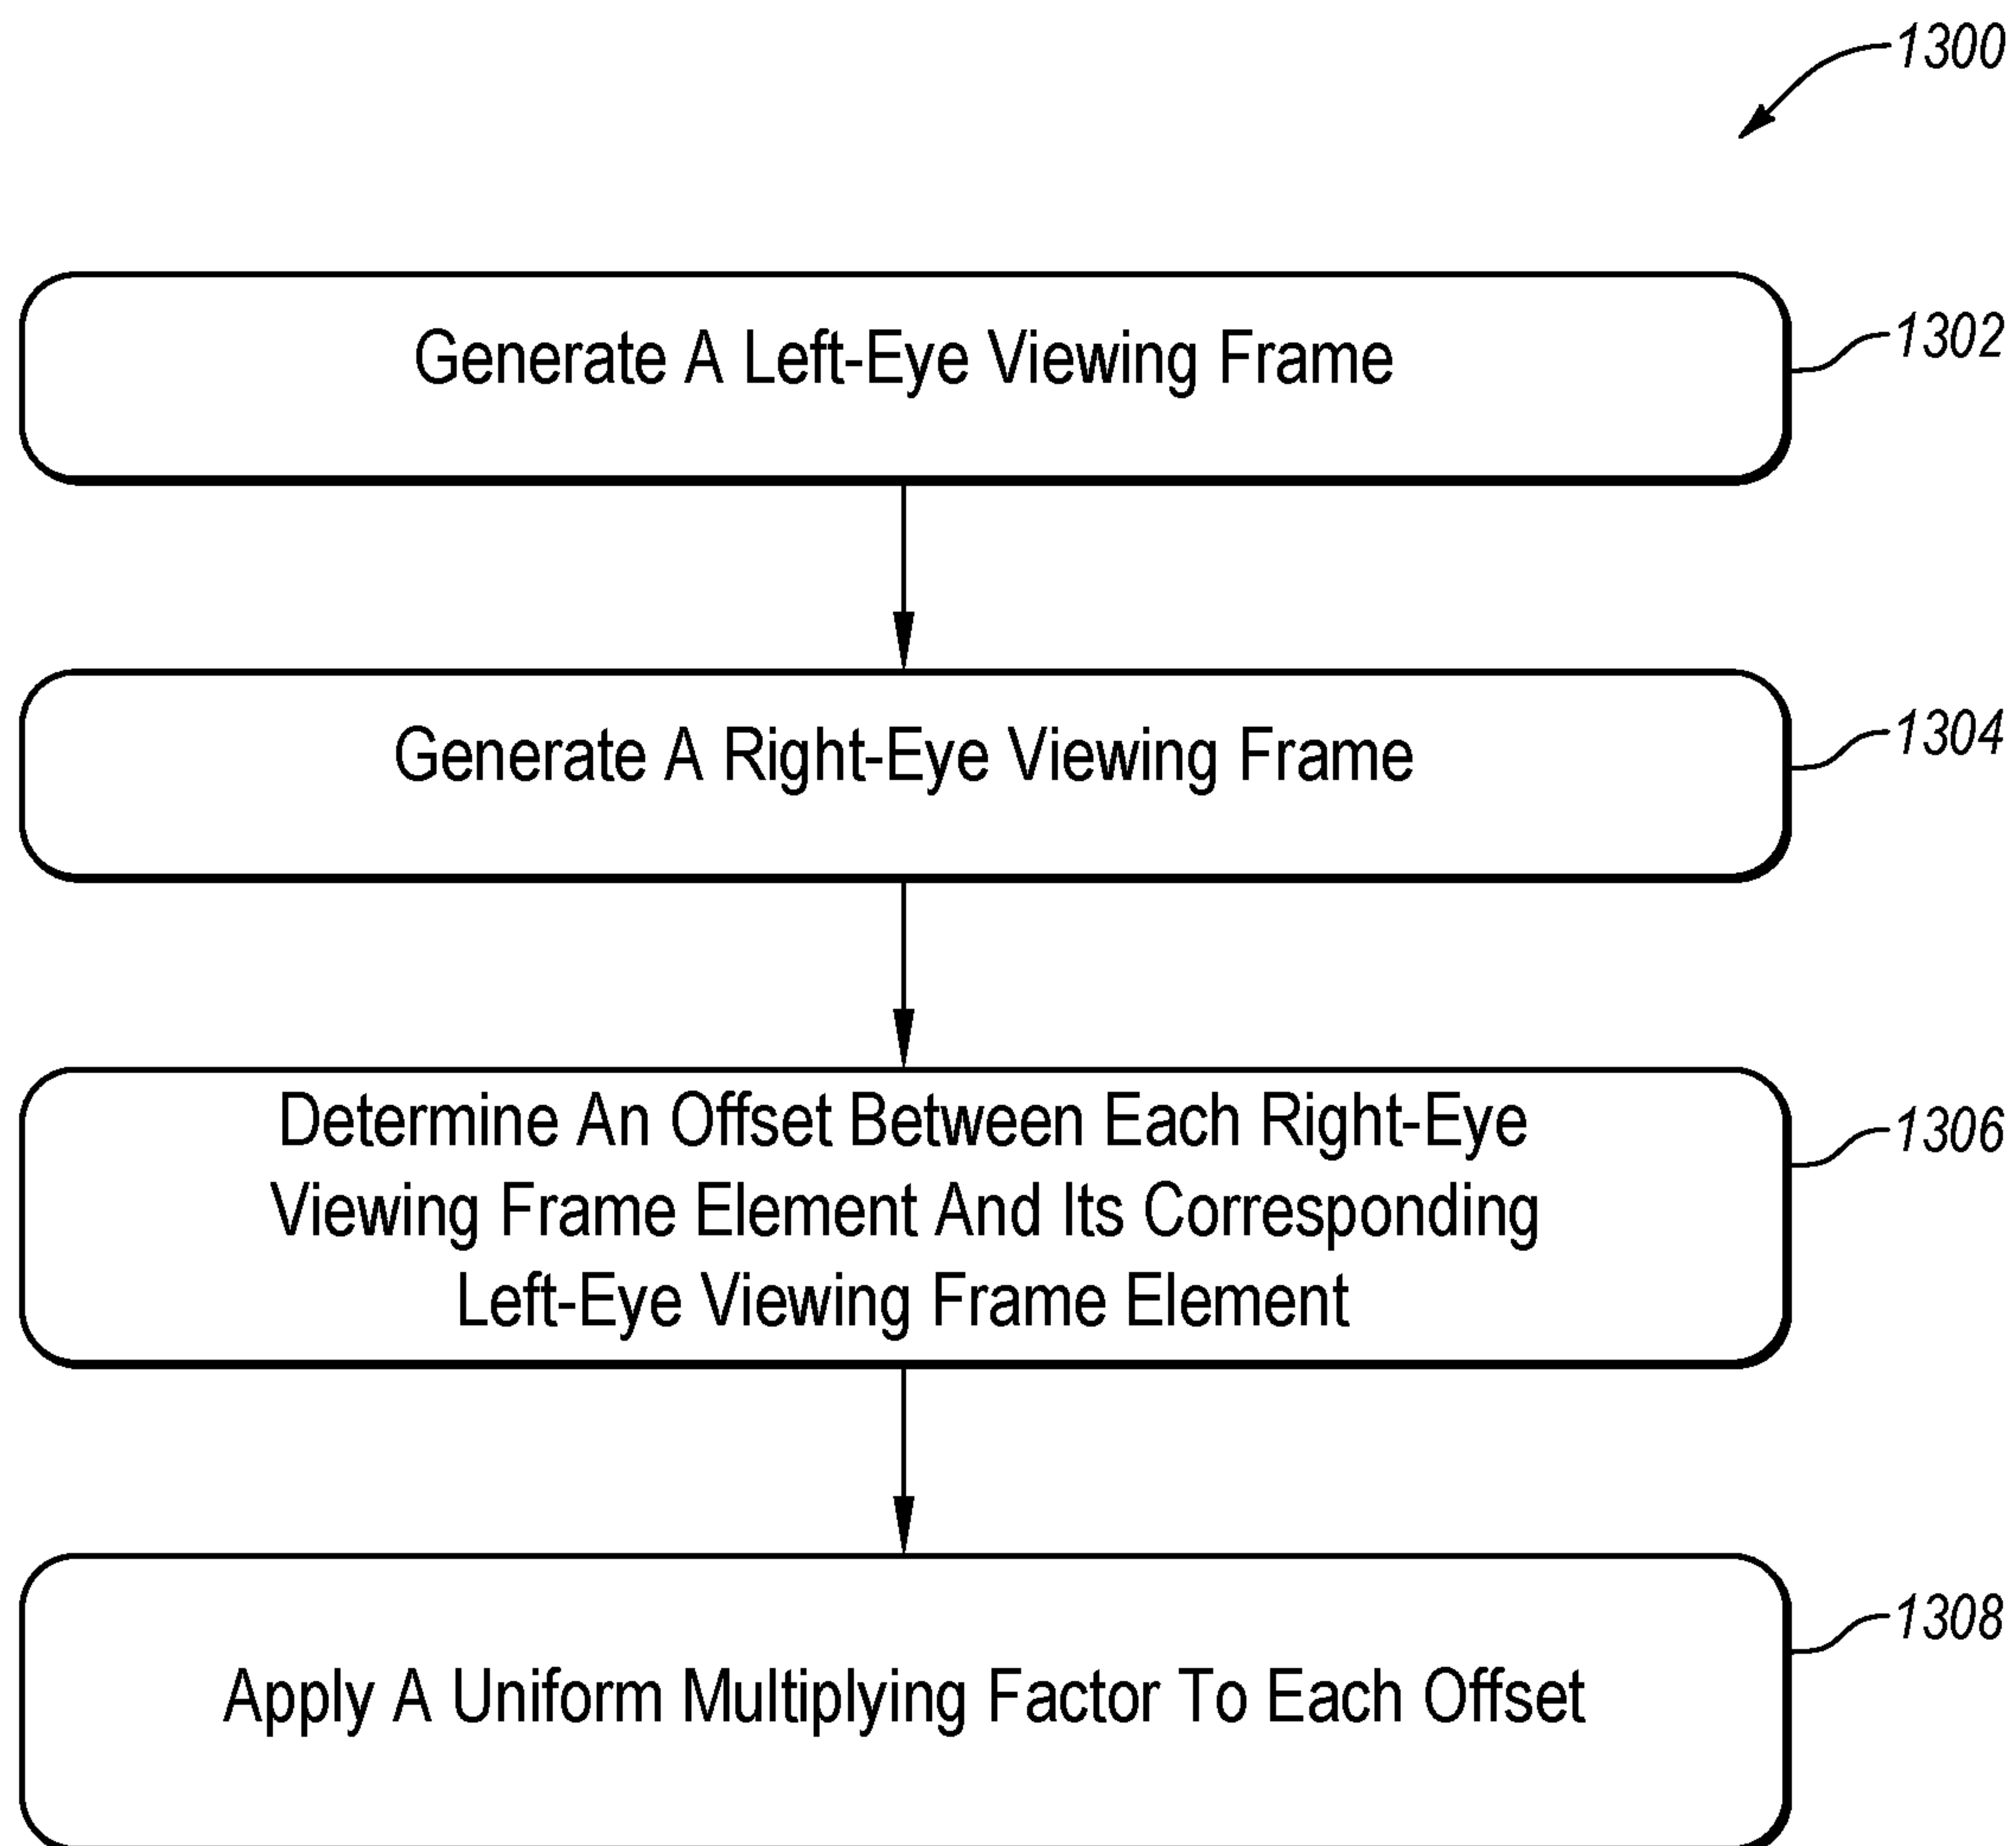 1300
Generate A Left-Eye Viewing Frame
1302
Generate A Right-Eye Viewing Frame
1304
Determine An Offset Between Each Right-Eye
Viewing Frame Element And Its Corresponding
Left-Eye Viewing Frame Element
1306
Apply A Uniform Multiplying Factor To Each Offset
1308